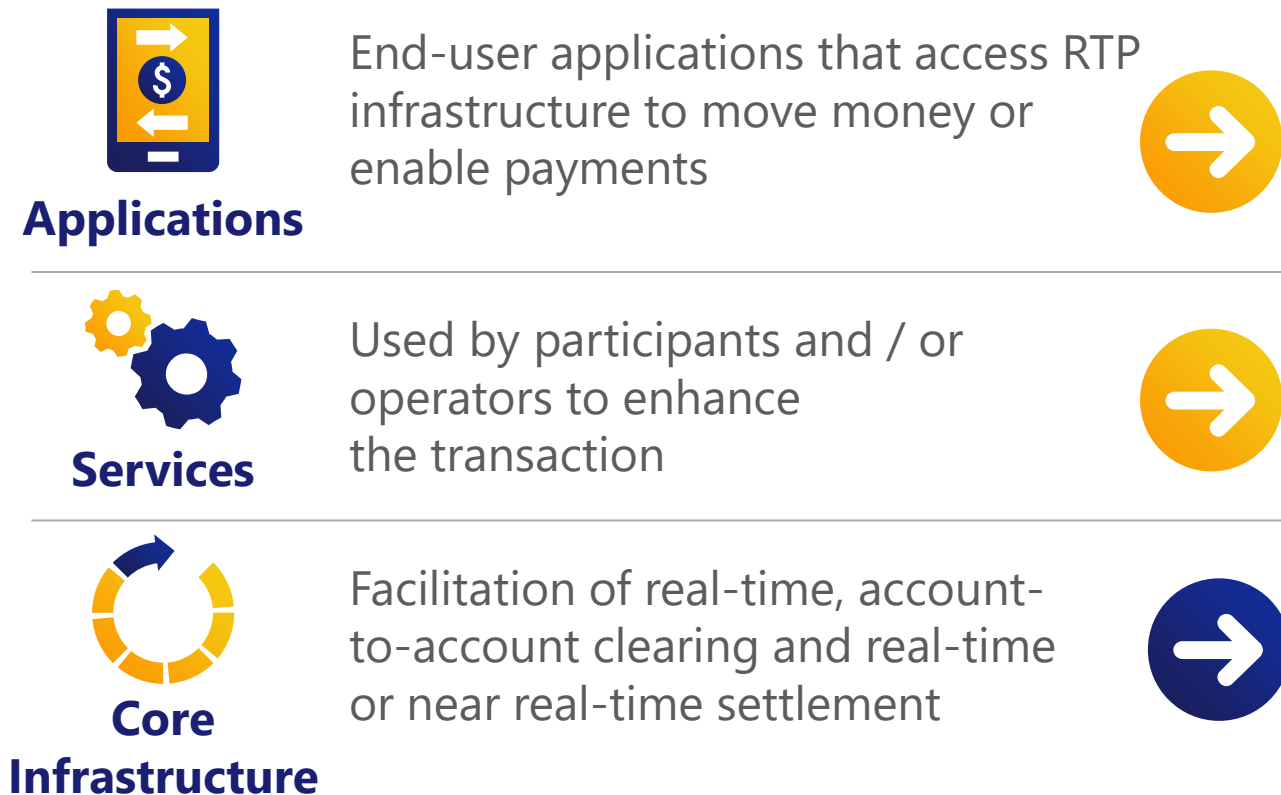 $
Applications
End-user applications that access RTP
infrastructure to move money or
enable payments
Services
Used by participants and / or
operators to enhance
the transaction
Core
Infrastructure
Facilitation of real-time, account-
to-account clearing and real-time
or near real-time settlement